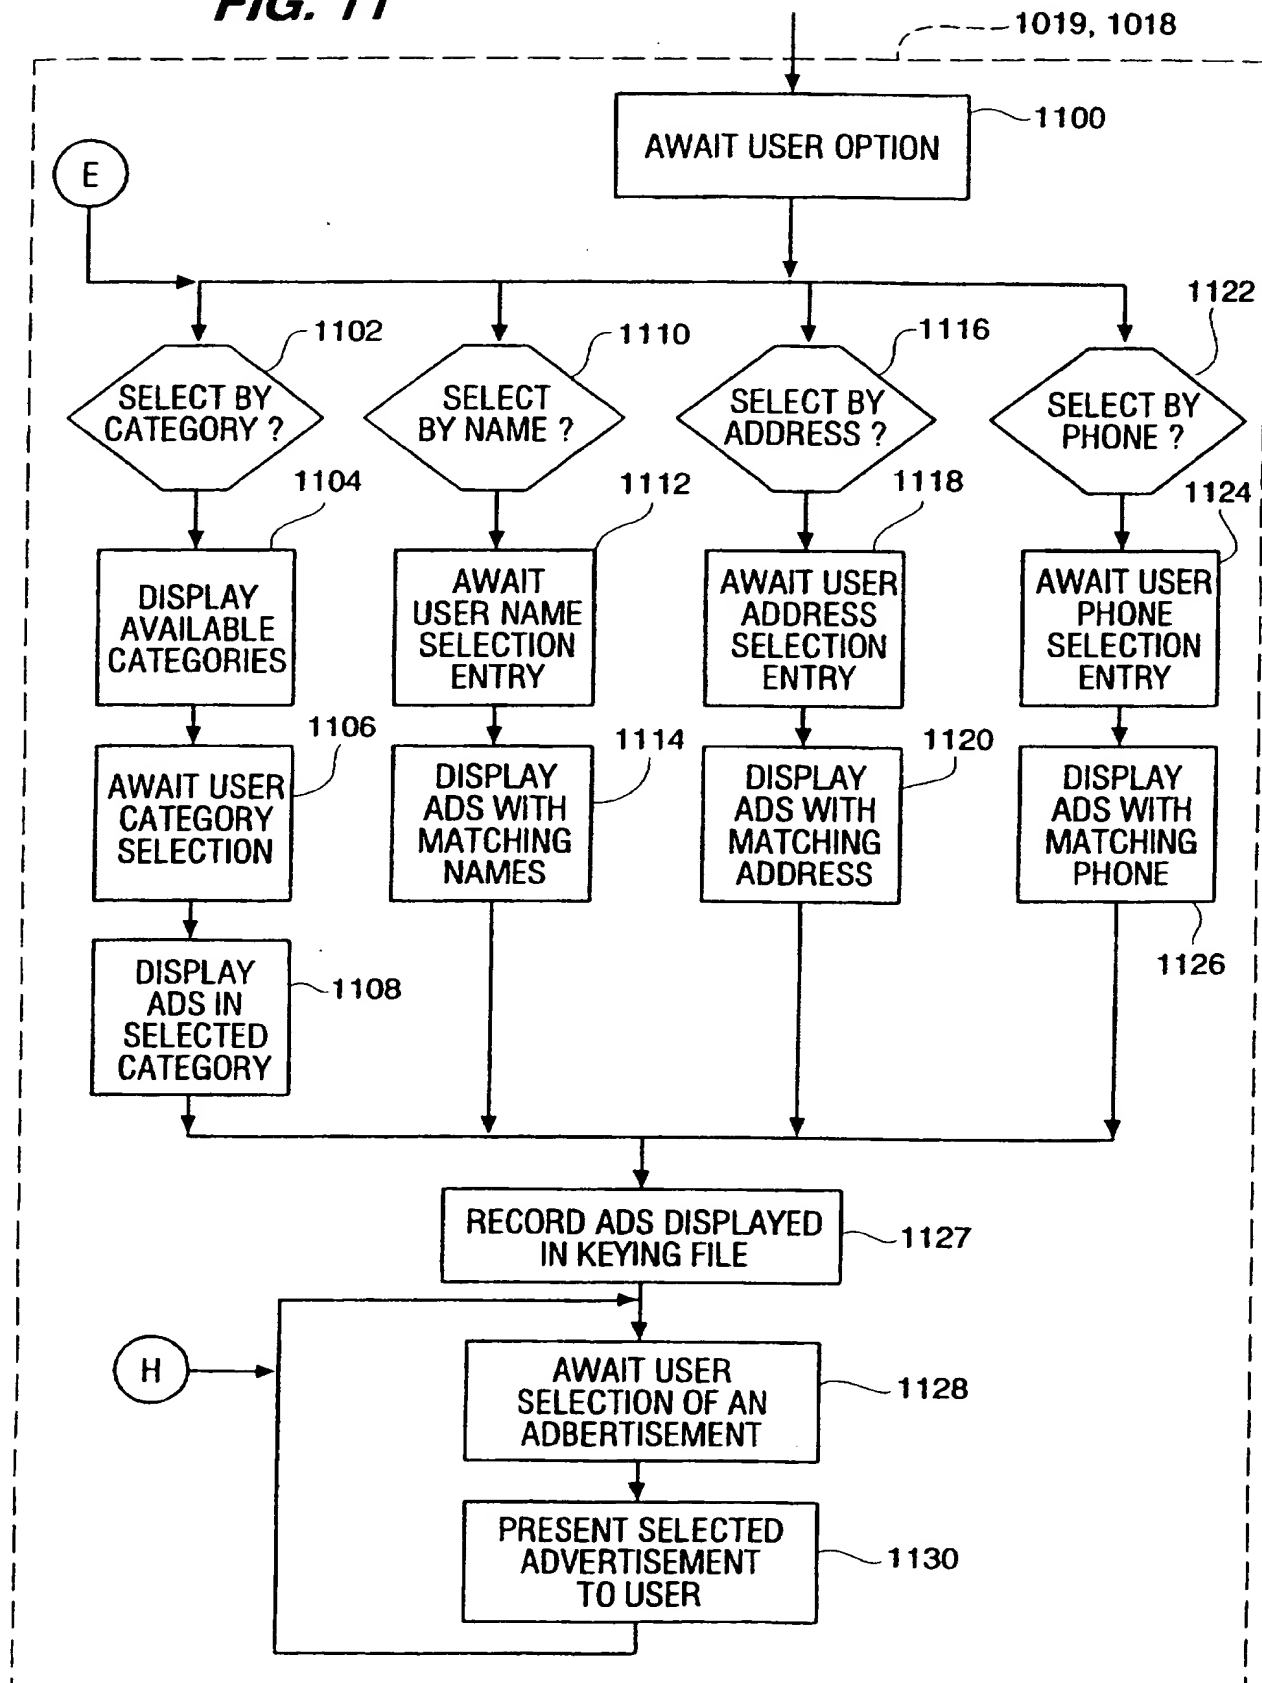 FIG. 11
1019, 1018
1100
AWAIT USER OPTION
E
1102
SELECT BY
CATEGORY ?
1110
SELECT
BY NAME ?
1116
SELECT BY
ADDRESS ?
1122
SELECT BY
PHONE ?
1104
DISPLAY
AVAILABLE
CATEGORIES
1112
AWAIT
USER NAME
SELECTION
ENTRY
1118
AWAIT USER
ADDRESS
SELECTION
ENTRY
1124
AWAIT USER
PHONE
SELECTION
ENTRY
1106
AWAIT USER
CATEGORY
SELECTION
1114
DISPLAY
ADS WITH
MATCHING
NAMES
1120
DISPLAY
ADS WITH
MATCHING
ADDRESS
DISPLAY
ADS WITH
MATCHING
PHONE
1126
DISPLAY
ADS IN
SELECTED
CATEGORY
1108
RECORD ADS DISPLAYED
IN KEYING FILE
1127
H
AWAIT USER
SELECTION OF AN
ADBERTISEMENT
1128
PRESENT SELECTED
ADVERTISEMENT
TO USER
1130